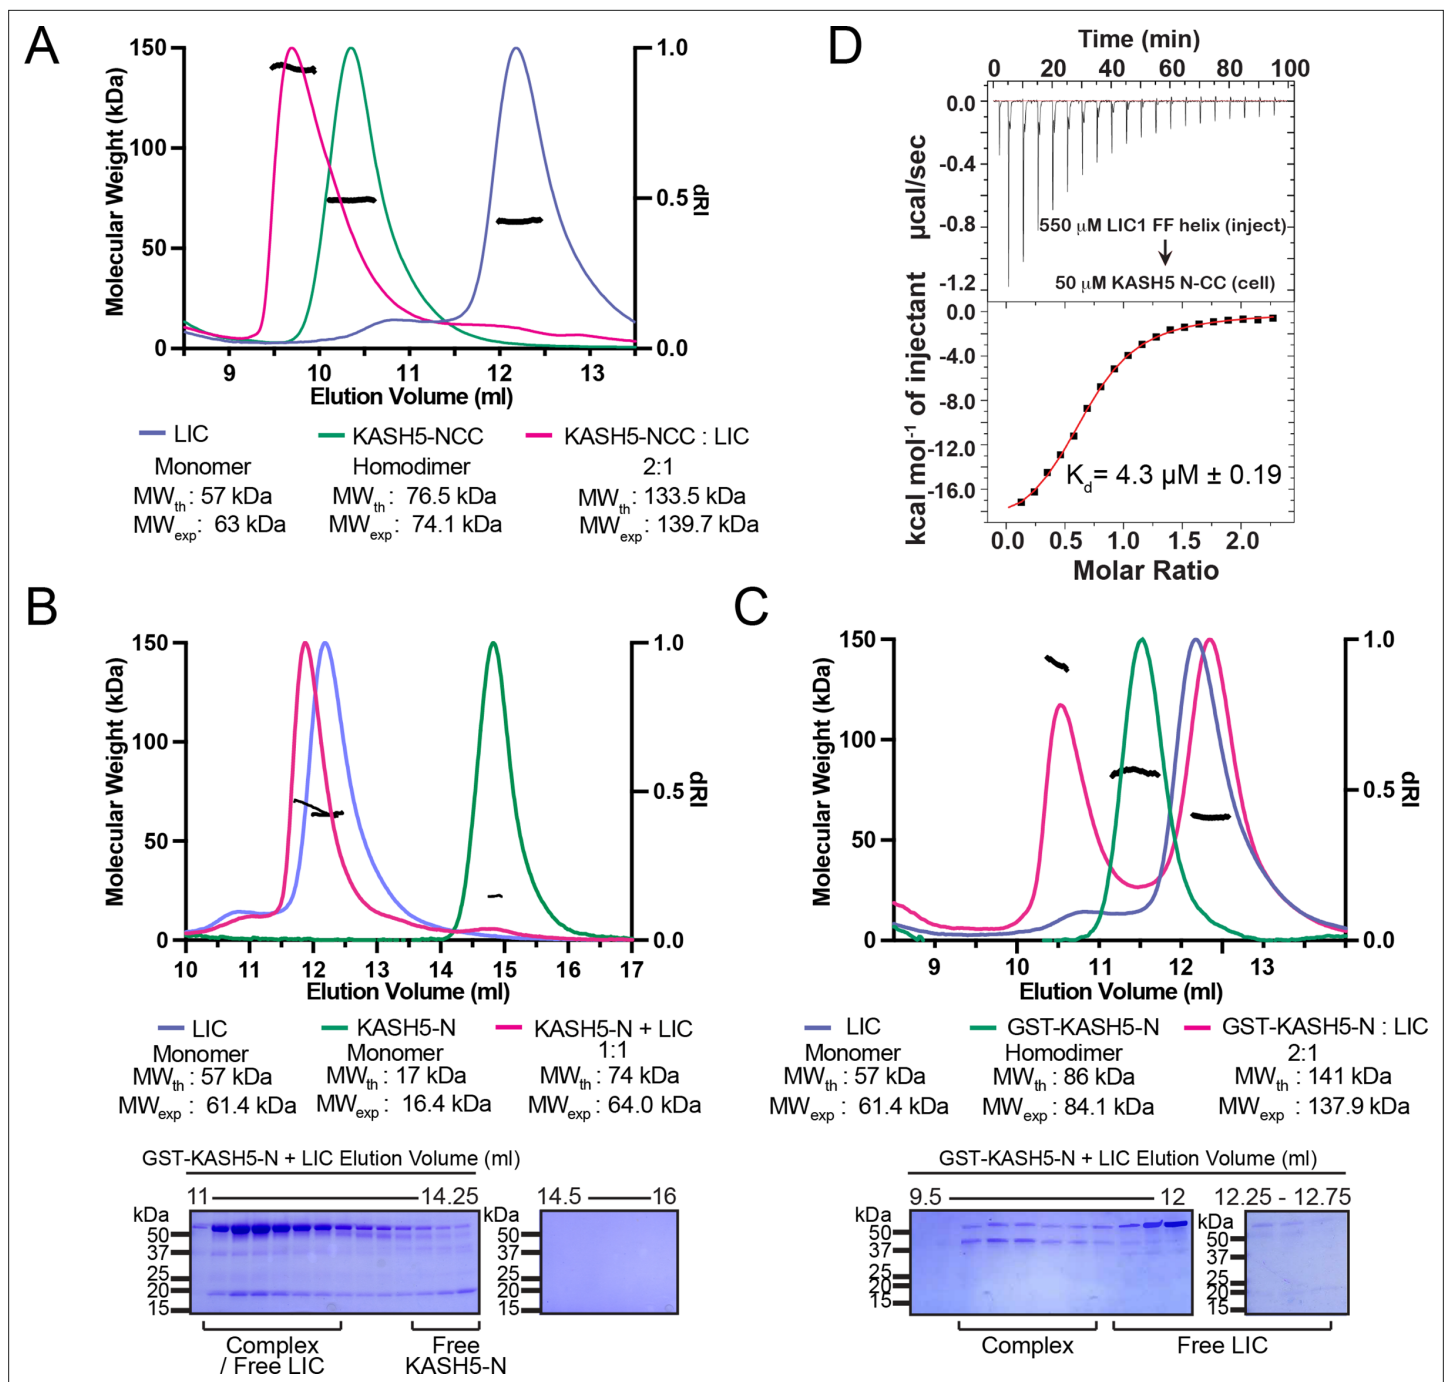 A
150
100
50
0
Molecular Weight (kDa)
1.0
0.5
0.0
dRI
9 10 11 12 13
Elution Volume (ml)
LIC KASH5-NCC KASH5-NCC : LIC
Monomer Homodimer 2:1
MWth : 57 kDa MWth : 76.5 kDa MWth : 133.5 kDa
MWexp : 63 kDa MWexp : 74.1 kDa MWexp : 139.7 kDa
D
Time (min)
0 20 40 60 80 100
0.0
-0.4
-0.8
-1.2
µcal/sec
550 µM LIC1 FF helix (inject)
50 µM KASH5 N-CC (cell)
0.0
-4.0
-8.0
-12.0
-16.0
kcal mol-1 of injectant
Kd= 4.3 µM ± 0.19
0.0 0.5 1.0 1.5 2.0
Molar Ratio
B
150
100
50
0
Molecular Weight (kDa)
1.0
0.5
0.0
dRI
10 11 12 13 14 15 16 17
Elution Volume (ml)
LIC KASH5-N KASH5-N + LIC
Monomer Monomer 1:1
MWth : 57 kDa MWth : 17 kDa MWth : 74 kDa
MWexp : 61.4 kDa MWexp : 16.4 kDa MWexp : 64.0 kDa
GST-KASH5-N + LIC Elution Volume (ml)
11 14.25 14.5 16
kDa kDa
50 50
37 37
25 25
20 20
15 15
Complex / Free LIC
Free KASH5-N
C
150
100
50
0
Molecular Weight (kDa)
1.0
0.5
0.0
dRI
9 10 11 12 13
Elution Volume (ml)
LIC GST-KASH5-N GST-KASH5-N : LIC
Monomer Homodimer 2:1
MWth : 57 kDa MWth : 86 kDa MWth : 141 kDa
MWexp : 61.4 kDa MWexp : 84.1 kDa MWexp : 137.9 kDa
GST-KASH5-N + LIC Elution Volume (ml)
9.5 12 12.25 - 12.75
kDa kDa
50 50
37 37
25 25
20 20
15 15
Complex Free LIC